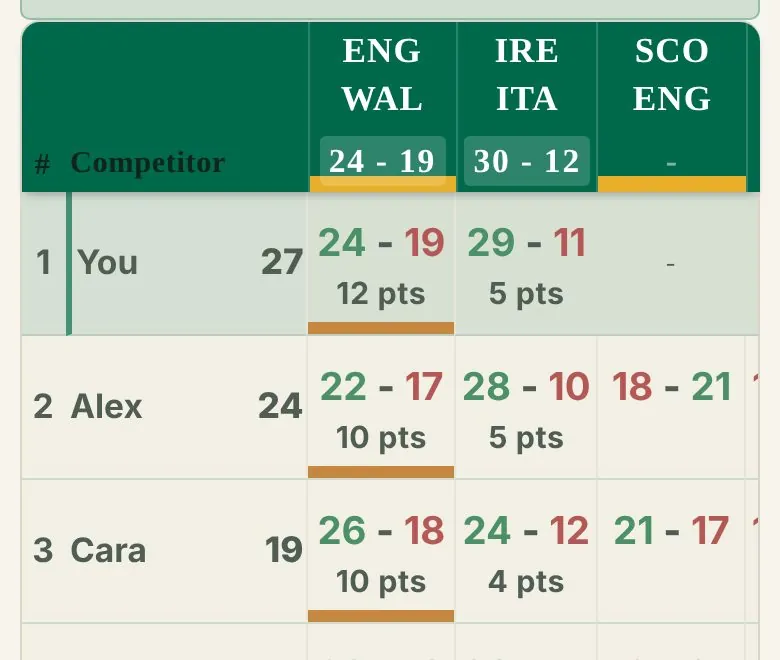 ENG IRE SCO
WAL ITA ENG
# Competitor 24 - 19 30 - 12 -
1 You 27 24 - 19 29 - 11 -
12 pts 5 pts
2 Alex 24 22 - 17 28 - 10 18 - 21
10 pts 5 pts
3 Cara 19 26 - 18 24 - 12 21 - 17
10 pts 4 pts